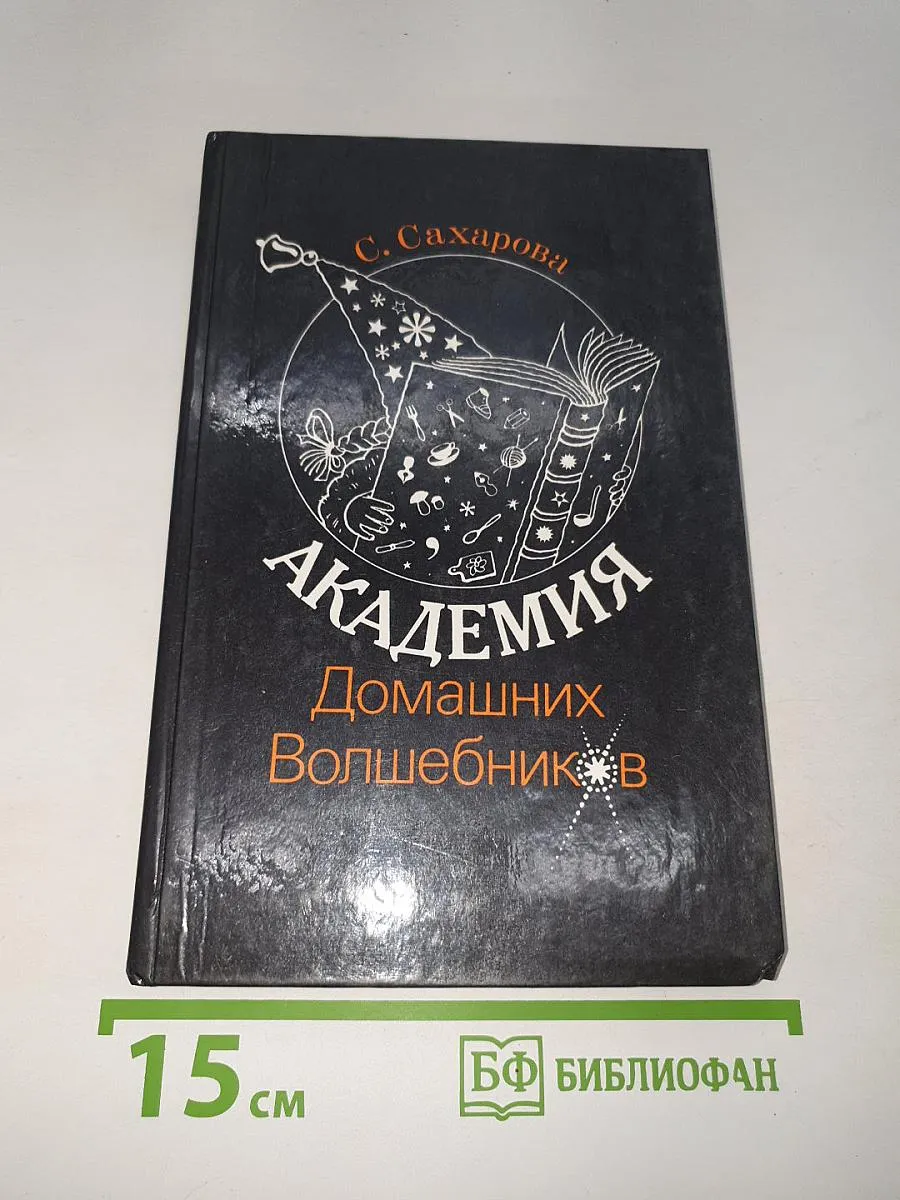 С. Сахарова
АКАДЕМИЯ
Домашних
Волшебников
15 см
БФ БИБЛИОФАН